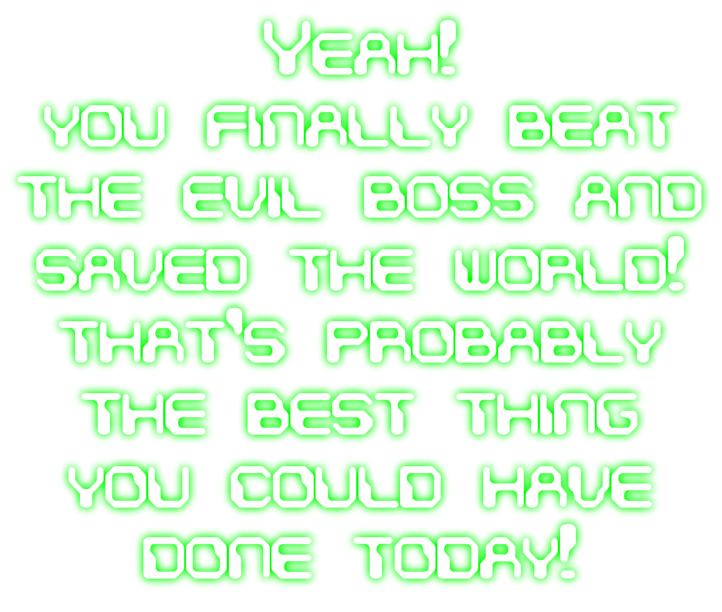 Yeah!
you finally beat
the evil boss and
saved the world!
that's probably
the best thing
you could have
done today!